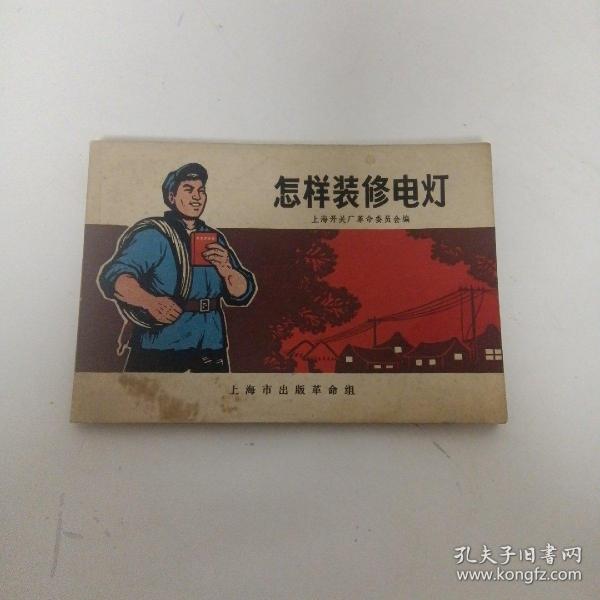 怎样装修电灯
上海开关厂革命委员会编
上海市出版革命组
孔夫子旧书网
www.kongfz.com